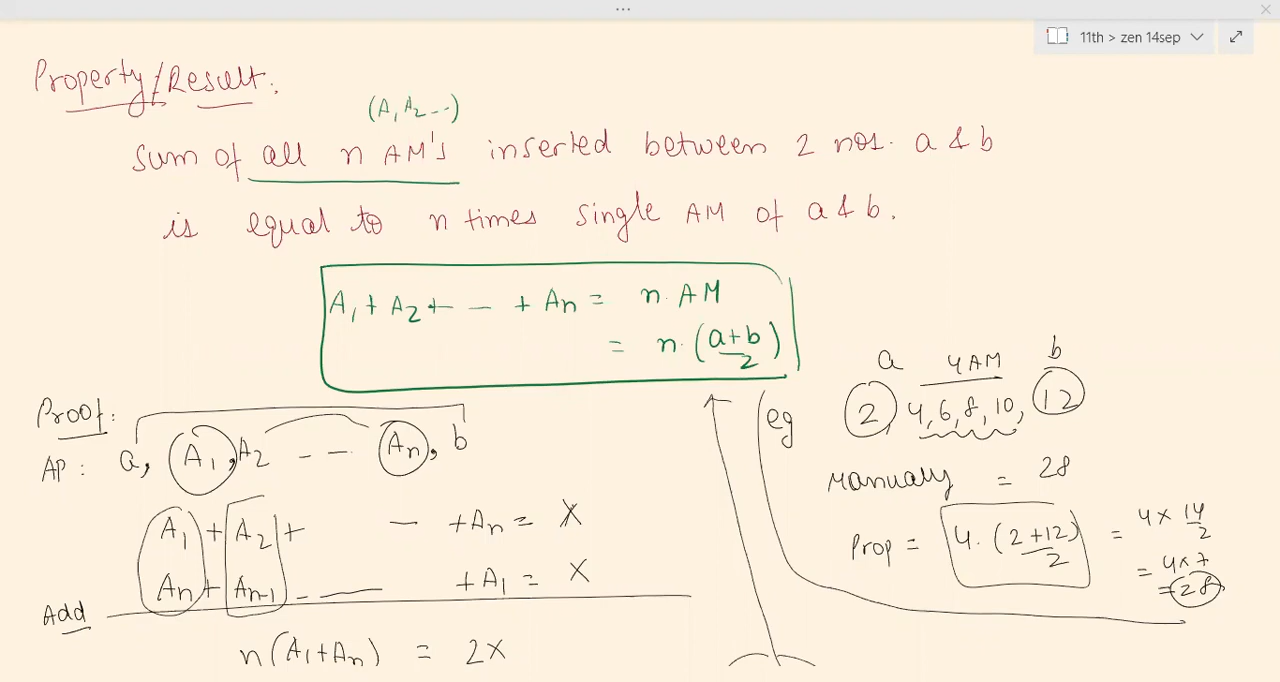 11th > zen 14sep
Property/Result:
(A₁ A₂ --)
Sum of all n AM's inserted between 2 nos. a & b
is equal to n times single AM of a & b.
A₁ + A₂ + - - + An = n. AM
= n. (a+b)/2
Proof:
AP : a, A₁, A₂ - - - An, b
A₁ + A₂ + - +An = X
An + An-1 - - +A₁ = X
Add
n(A₁+An) = 2X
eg
a 4AM b
2 4, 6, 8, 10, 12
Manually = 28
Prop = 4. (2+12)/2 = 4 x 14/2
= 4x7
= 28